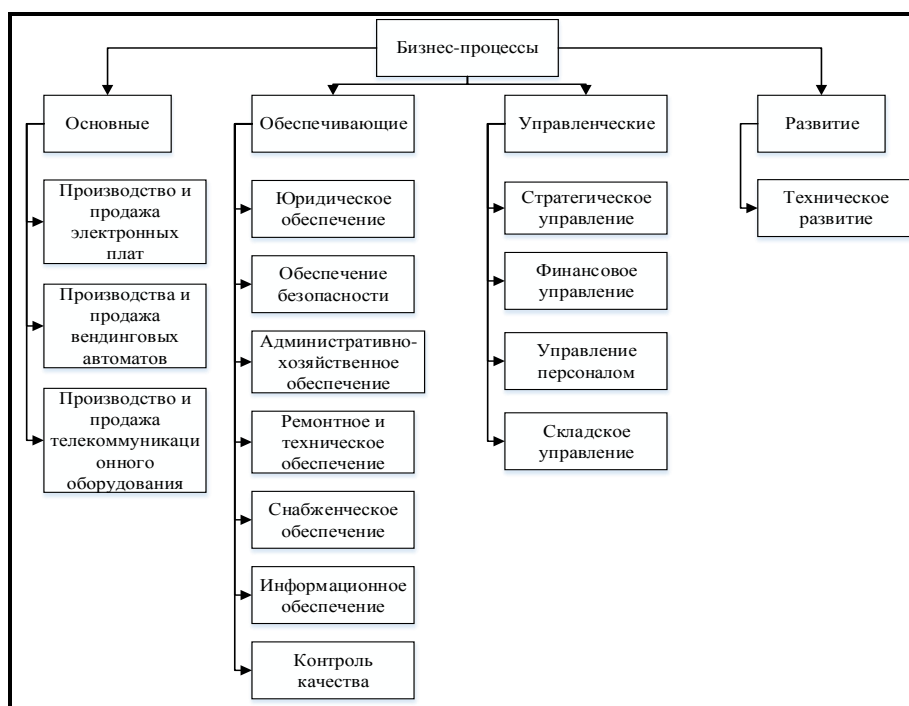 Бизнес-процессы
Основные
Производство и
продажа
электронных
плат
Производства и
продажа
вендинговых
автоматов
Производство и
продажа
телекоммуникаци
онного
оборудования
Обеспечивающие
Юридическое
обеспечение
Обеспечение
безопасности
Административно-
хозяйственное
обеспечение
Ремонтное и
техническое
обеспечение
Снабженческое
обеспечение
Информационное
обеспечение
Контроль
качества
Управленческие
Стратегическое
управление
Финансовое
управление
Управление
персоналом
Складское
управление
Развитие
Техническое
развитие